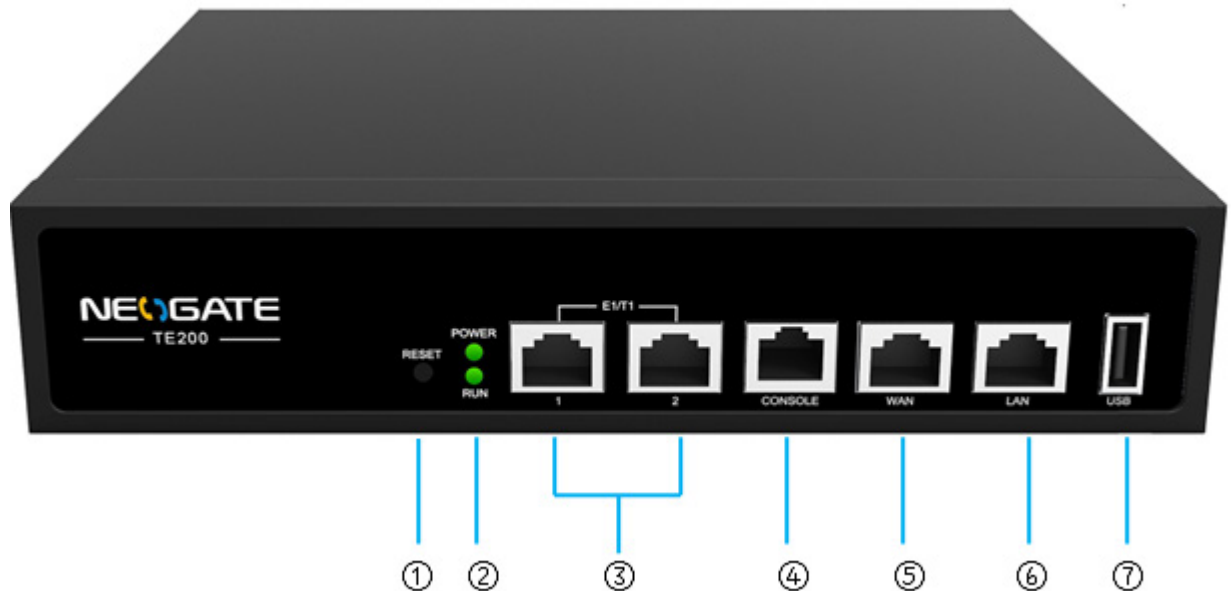 E1/T1
NEOGATE
TE200
POWER
RESET
RUN
1
2
CONSOLE
WAN
LAN
USB
① ② ③ ④ ⑤ ⑥ ⑦